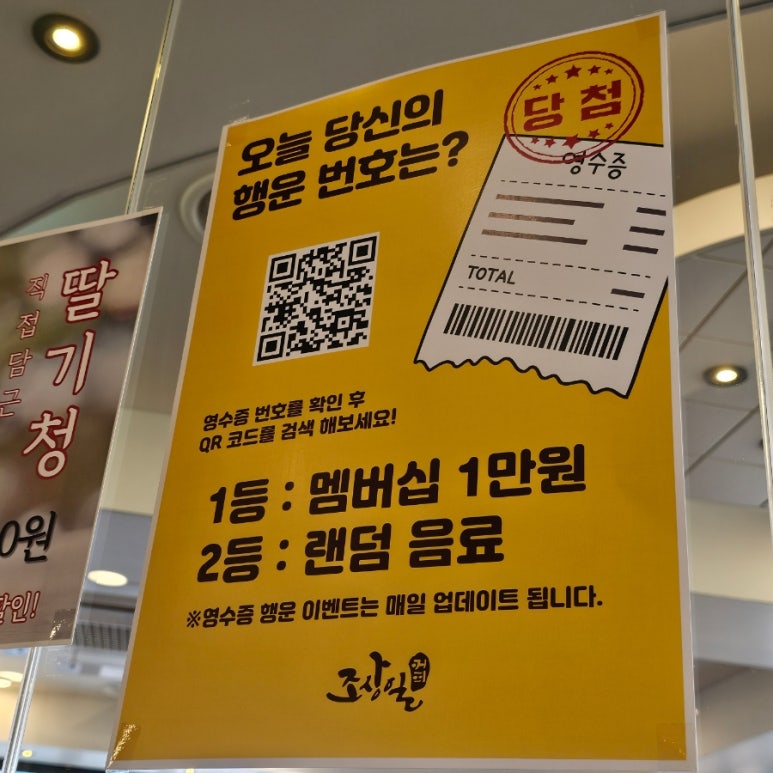 오늘 당신의
행운 번호는?
당첨
영수증
TOTAL
영수증 번호를 확인 후
QR 코드를 검색 해보세요!
1등 : 멤버십 1만원
2등 : 랜덤 음료
※영수증 행운 이벤트는 매일 업데이트 됩니다.
조상일
커피
직접담근
딸기청
0원
할인!